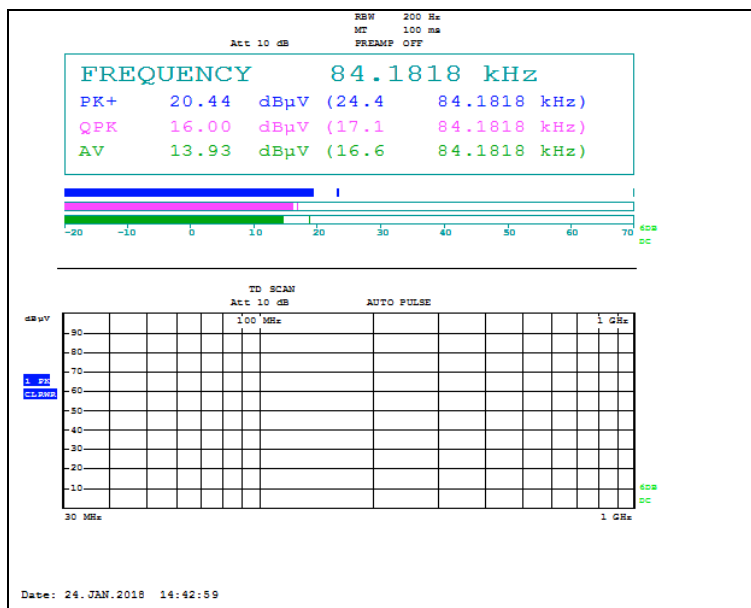 RBW 200 Hz
MT 100 ms
Att 10 dB PREAMP OFF
FREQUENCY 84.1818 kHz
PK+ 20.44 dBµV (24.4 84.1818 kHz)
QPK 16.00 dBµV (17.1 84.1818 kHz)
AV 13.93 dBµV (16.6 84.1818 kHz)
-20 -10 0 10 20 30 40 50 60 70
6DB
DC
TD SCAN
Att 10 dB AUTO PULSE
dBµV 100 MHz 1 GHz
90
80
70
1 PK
60
CLRWR
50
40
30
20
10
6DB
DC
30 MHz 1 GHz
Date: 24.JAN.2018 14:42:59